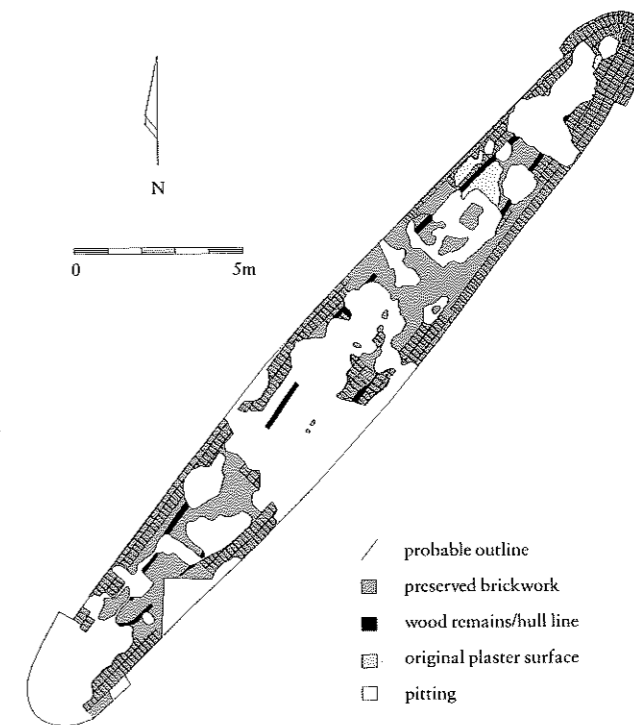 N
0 5m
probable outline
preserved brickwork
wood remains/hull line
original plaster surface
pitting